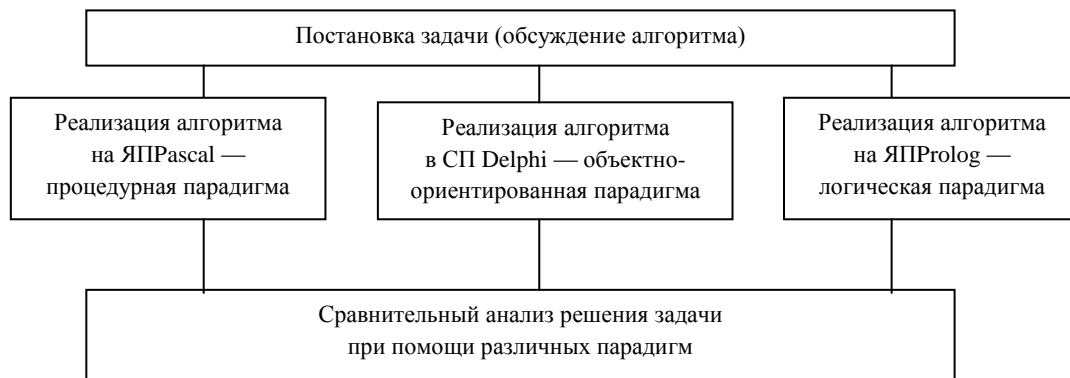 Постановка задачи (обсуждение алгоритма)
Реализация алгоритма
на ЯПPascal —
процедурная парадигма
Реализация алгоритма
в СП Delphi — объектно-
ориентированная парадигма
Реализация алгоритма
на ЯПProlog —
логическая парадигма
Сравнительный анализ решения задачи
при помощи различных парадигм